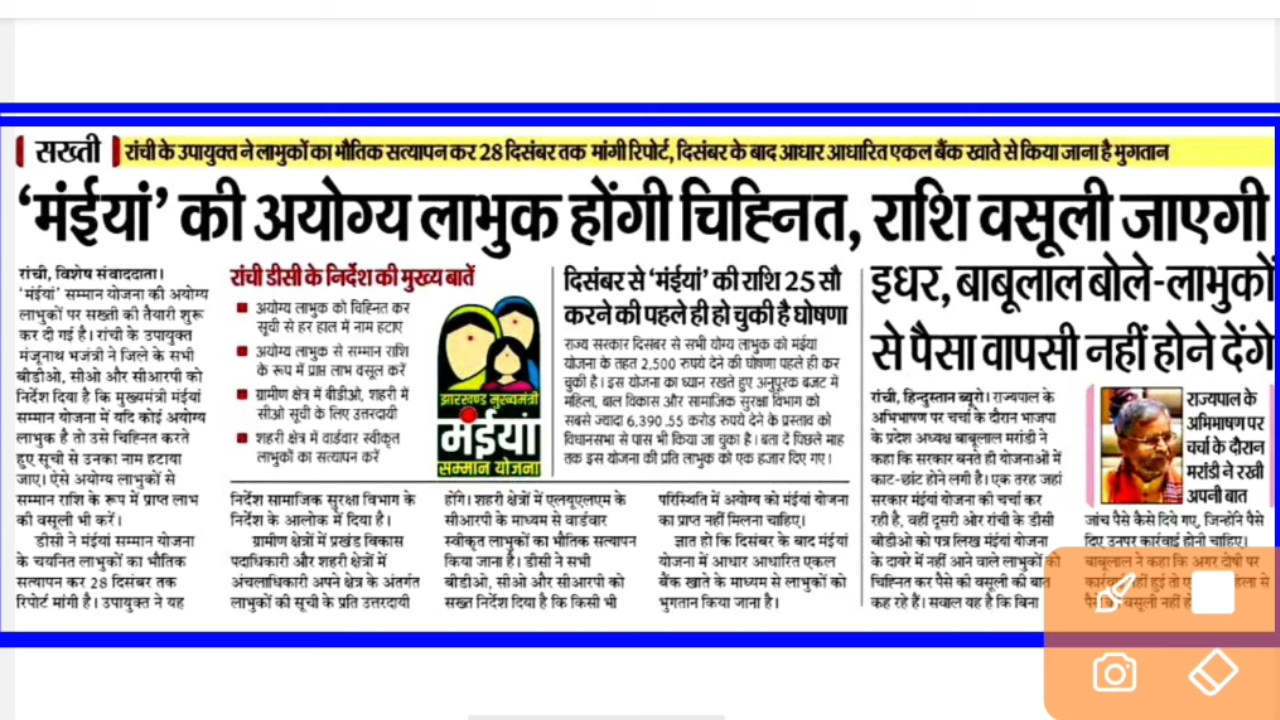 सख्ती
रांची के उपायुक्त ने लाभुकों का भौतिक सत्यापन कर 28 दिसंबर तक मांगी रिपोर्ट, दिसंबर के बाद आधार आधारित एकल बैंक खाते से किया जाना है भुगतान
‘मंईयां’ की अयोग्य लाभुक होंगी चिह्नित, राशि वसूली जाएगी
रांची, विशेष संवाददाता।
‘मंईयां’ सम्मान योजना की अयोग्य
लाभुकों पर सख्ती की तैयारी शुरू
कर दी गई है। रांची के उपायुक्त
मंजूनाथ भजंत्री ने जिले के सभी
बीडीओ, सीओ और सीआरपी को
निर्देश दिया है कि मुख्यमंत्री मंईयां
सम्मान योजना में यदि कोई अयोग्य
लाभुक है तो उसे चिह्नित करते
हुए सूची से उनका नाम हटाया
जाए। ऐसे अयोग्य लाभुकों से
सम्मान राशि के रूप में प्राप्त लाभ
की वसूली भी करें।
डीसी ने मंईयां सम्मान योजना
के चयनित लाभुकों का भौतिक
सत्यापन कर 28 दिसंबर तक
रिपोर्ट मांगी है। उपायुक्त ने यह
रांची डीसी के निर्देश की मुख्य बातें
अयोग्य लाभुक को चिह्नित कर
सूची से हर हाल में नाम हटाए
अयोग्य लाभुक से सम्मान राशि
के रूप में प्राप्त लाभ वसूल करें
ग्रामीण क्षेत्र में बीडीओ, शहरी में
सीओ सूची के लिए उत्तरदायी
शहरी क्षेत्र में वार्डवार स्वीकृत
लाभुकों का सत्यापन करें
झारखण्ड मुख्यमंत्री
मंईयां
सम्मान योजना
निर्देश सामाजिक सुरक्षा विभाग के
निर्देश के आलोक में दिया है।
ग्रामीण क्षेत्रों में प्रखंड विकास
पदाधिकारी और शहरी क्षेत्रों में
अंचलाधिकारी अपने क्षेत्र के अंतर्गत
लाभुकों की सूची के प्रति उत्तरदायी
होंगे। शहरी क्षेत्रों में एलयूएलएम के
सीआरपी के माध्यम से वार्डवार
स्वीकृत लाभुकों का भौतिक सत्यापन
किया जाना है। डीसी ने सभी
बीडीओ, सीओ और सीआरपी को
सख्त निर्देश दिया है कि किसी भी
दिसंबर से ‘मंईयां’ की राशि 25 सौ
करने की पहले ही हो चुकी है घोषणा
राज्य सरकार दिसंबर से सभी योग्य लाभुक को मंईयां
योजना के तहत 2,500 रुपये देने की घोषणा पहले ही कर
चुकी है। इस योजना का ध्यान रखते हुए अनुपूरक बजट में
महिला, बाल विकास और सामाजिक सुरक्षा विभाग को
सबसे ज्यादा 6,390.55 करोड़ रुपये देने के प्रस्ताव को
विधानसभा से पास भी किया जा चुका है। बता दें पिछले माह
तक इस योजना की प्रति लाभुक को एक हजार दिए गए।
परिस्थिति में अयोग्य को मंईयां योजना
का प्राप्त नहीं मिलना चाहिए।
ज्ञात हो कि दिसंबर के बाद मंईयां
योजना में आधार आधारित एकल
बैंक खाते के माध्यम से लाभुकों को
भुगतान किया जाना है।
इधर, बाबूलाल बोले-लाभुकों
से पैसा वापसी नहीं होने देंगे
रांची, हिन्दुस्तान ब्यूरो। राज्यपाल के
अभिभाषण पर चर्चा के दौरान भाजपा
के प्रदेश अध्यक्ष बाबूलाल मरांडी ने
कहा कि सरकार बनते ही योजनाओं में
काट-छांट होने लगी है। एक तरह जहां
सरकार मंईयां योजना की चर्चा कर
रही है, वहीं दूसरी ओर रांची के डीसी
बीडीओ को पत्र लिख मंईयां योजना
के दायरे में नहीं आने वाले लाभुकों को
चिह्नित कर पैसे की वसूली की बात
कह रहे हैं। सवाल यह है कि बिना
राज्यपाल के
अभिभाषण पर
चर्चा के दौरान
मरांडी ने रखी
अपनी बात
जांच पैसे कैसे दिये गए, जिन्होंने पैसे
दिए उनपर कार्रवाई होनी चाहिए।
बाबूलाल ने कहा कि अगर दोषी पर
नहीं हुई तो
वसूली नहीं